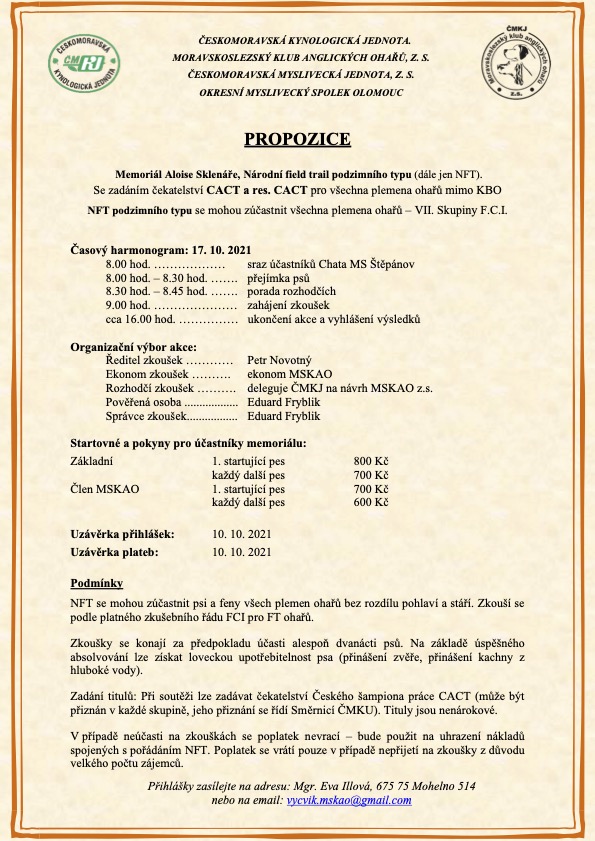 ČESKOMORAVSKÁ KYNOLOGICKÁ JEDNOTA.
MORAVSKOSLEZSKÝ KLUB ANGLICKÝCH OHAŘŮ, Z. S.
ČESKOMORAVSKÁ MYSLIVECKÁ JEDNOTA, Z. S.
OKRESNÍ MYSLIVECKÝ SPOLEK OLOMOUC
ČESKOMORAVSKÁ
ČMKJ
KYNOLOGICKÁ JEDNOTA
ČMKJ
Moravskoslezský klub anglických ohařů
z.s.
PROPOZICE
Memoriál Aloise Sklenáře, Národní field trail podzimního typu (dále jen NFT).
Se zadáním čekatelství CACT a res. CACT pro všechna plemena ohařů mimo KBO
NFT podzimního typu se mohou zúčastnit všechna plemena ohařů – VII. Skupiny F.C.I.
Časový harmonogram: 17. 10. 2021
8.00 hod. ……………… sraz účastníků Chata MS Štěpánov
8.00 hod. – 8.30 hod. ……. přejímka psů
8.30 hod. – 8.45 hod. ……. porada rozhodčích
9.00 hod. ………………… zahájení zkoušek
cca 16.00 hod. …………… ukončení akce a vyhlášení výsledků
Organizační výbor akce:
Ředitel zkoušek ………… Petr Novotný
Ekonom zkoušek ………. ekonom MSKAO
Rozhodčí zkoušek ………. deleguje ČMKJ na návrh MSKAO z.s.
Pověřená osoba .................. Eduard Fryblik
Správce zkoušek................. Eduard Fryblik
Startovné a pokyny pro účastníky memoriálu:
Základní 1. startující pes 800 Kč
každý další pes 700 Kč
Člen MSKAO 1. startující pes 700 Kč
každý další pes 600 Kč
Uzávěrka přihlášek: 10. 10. 2021
Uzávěrka plateb: 10. 10. 2021
Podmínky
NFT se mohou zúčastnit psi a feny všech plemen ohařů bez rozdílu pohlaví a stáří. Zkouší se
podle platného zkušebního řádu FCI pro FT ohařů.
Zkoušky se konají za předpokladu účasti alespoň dvanácti psů. Na základě úspěšného
absolvování lze získat loveckou upotřebitelnost psa (přinášení zvěře, přinášení kachny z
hluboké vody).
Zadání titulů: Při soutěži lze zadávat čekatelství Českého šampiona práce CACT (může být
přiznán v každé skupině, jeho přiznání se řídí Směrnicí ČMKU). Tituly jsou nenárokové.
V případě neúčasti na zkouškách se poplatek nevrací – bude použit na uhrazení nákladů
spojených s pořádáním NFT. Poplatek se vrátí pouze v případě nepřijetí na zkoušky z důvodu
velkého počtu zájemců.
Přihlášky zasílejte na adresu: Mgr. Eva Illová, 675 75 Mohelno 514
nebo na email: vycvik.mskao@gmail.com